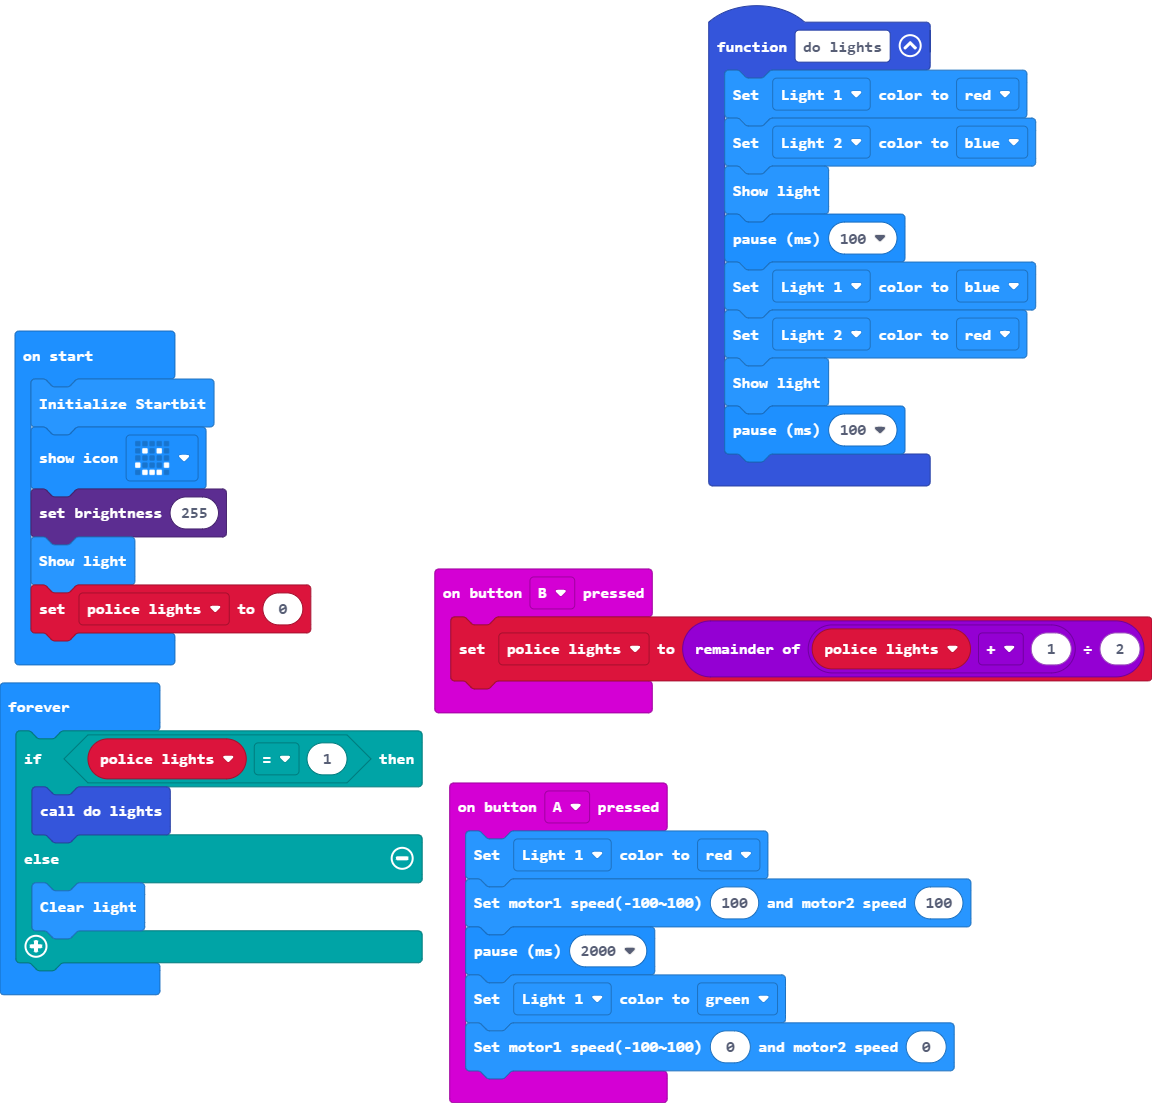 function do lights
Set Light 1 color to red
Set Light 2 color to blue
Show light
pause (ms) 100
Set Light 1 color to blue
Set Light 2 color to red
Show light
pause (ms) 100
on start
Initialize Startbit
show icon
set brightness 255
Show light
set police lights to 0
on button B pressed
set police lights to remainder of police lights + 1 ÷ 2
forever
if police lights = 1 then
call do lights
else
Clear light
on button A pressed
Set Light 1 color to red
Set motor1 speed(-100~100) 100 and motor2 speed 100
pause (ms) 2000
Set Light 1 color to green
Set motor1 speed(-100~100) 0 and motor2 speed 0